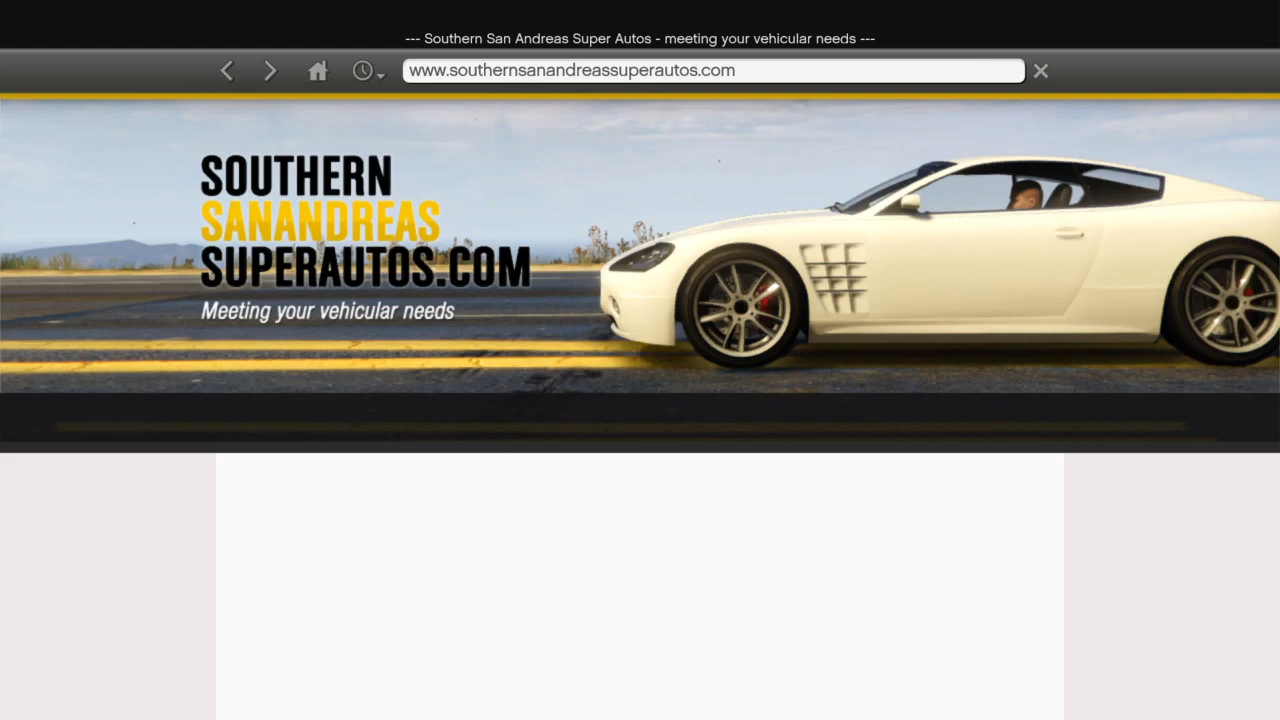 --- Southern San Andreas Super Autos - meeting your vehicular needs ---
www.southernsanandreassuperautos.com
SOUTHERN
SANANDREAS
SUPERAUTOS.COM
Meeting your vehicular needs